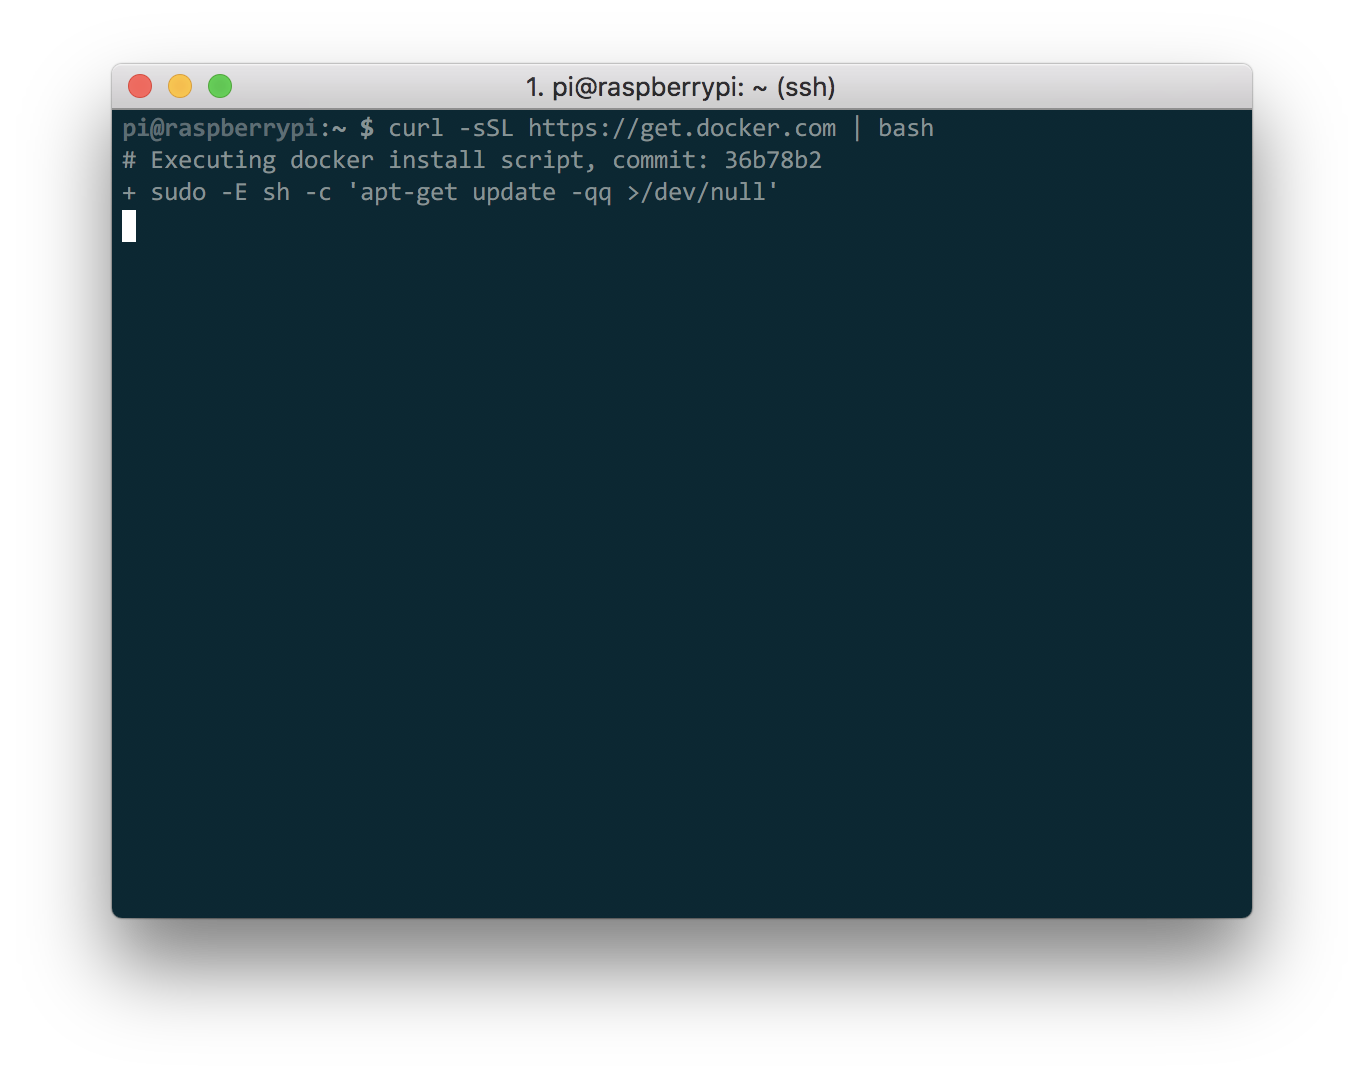 1. pi@raspberrypi: ~ (ssh)
pi@raspberrypi:~ $ curl -sSL https://get.docker.com | bash
# Executing docker install script, commit: 36b78b2
+ sudo -E sh -c 'apt-get update -qq >/dev/null'